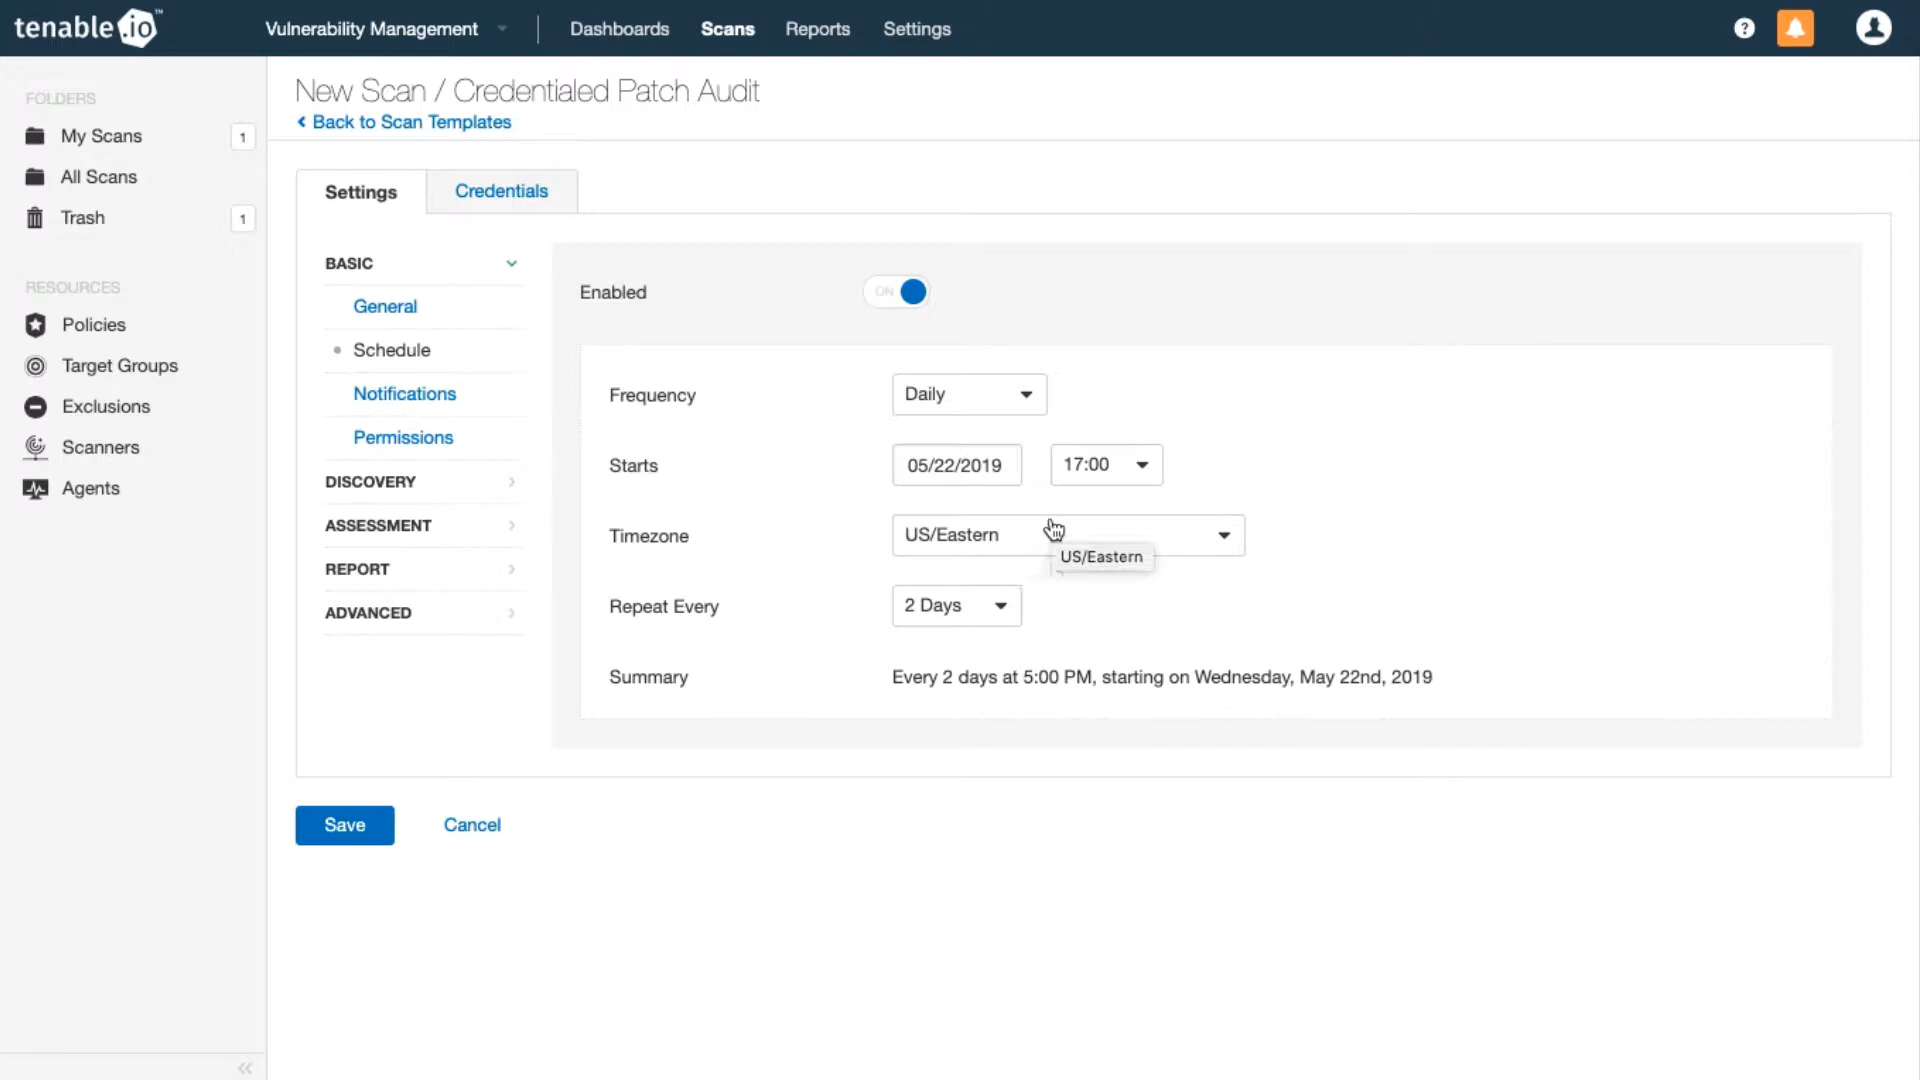 tenable.io™
Vulnerability Management
Dashboards
Scans
Reports
Settings
?
FOLDERS
My Scans
1
All Scans
Trash
1
RESOURCES
Policies
Target Groups
Exclusions
Scanners
Agents
New Scan / Credentialed Patch Audit
Back to Scan Templates
Settings
Credentials
BASIC
General
Schedule
Notifications
Permissions
DISCOVERY
ASSESSMENT
REPORT
ADVANCED
Enabled
ON
Frequency
Daily
Starts
05/22/2019
17:00
Timezone
US/Eastern
US/Eastern
Repeat Every
2 Days
Summary
Every 2 days at 5:00 PM, starting on Wednesday, May 22nd, 2019
Save
Cancel